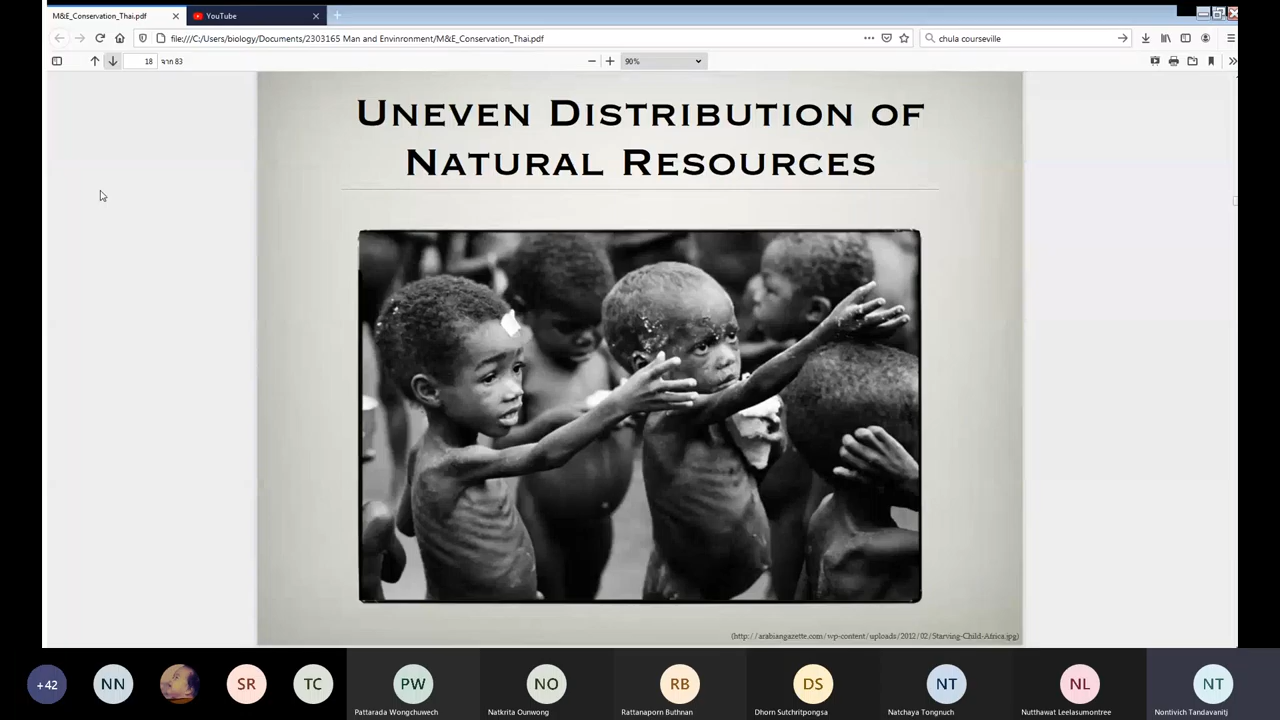 M&E_Conservation_Thai.pdf
YouTube
file:///C:/Users/biology/Documents/2303165 Man and Envinronment/M&E_Conservation_Thai.pdf
chula courseville
18 จาก 83
90%
UNEVEN DISTRIBUTION OF
NATURAL RESOURCES
(http://arabiangazette.com/wp-content/uploads/2012/02/Starving-Child-Africa.jpg)
+42 NN SR TC PW NO RB DS NT NL NT
Pattarada Wongchuwech Natkrita Ounwong Rattanaporn Buthnan Dhorn Sutchritpongsa Natchaya Tongnuch Nutthawat Leelasumontree Nontivich Tandavanitj